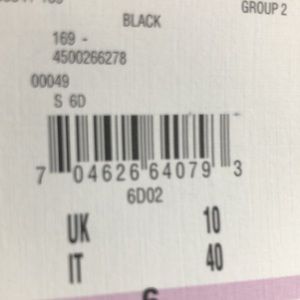 BLACK
GROUP 2
169 -
4500266278
00049
S 6D
7 04626 64079 3
6D02
UK 10
IT 40